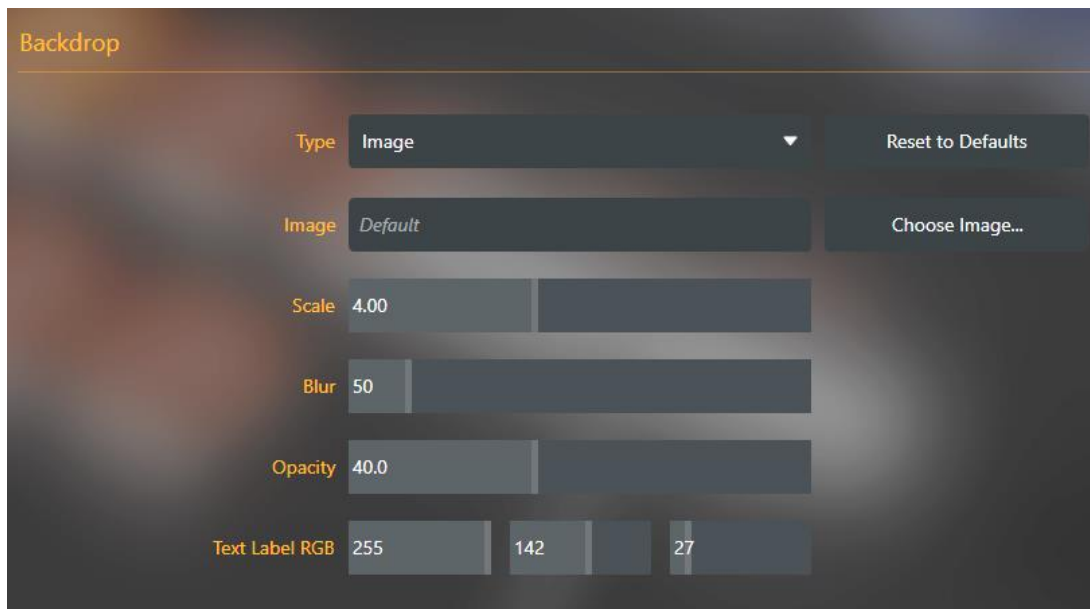 Backdrop
Type Image Reset to Defaults
Image Default Choose Image...
Scale 4.00
Blur 50
Opacity 40.0
Text Label RGB 255 142 27